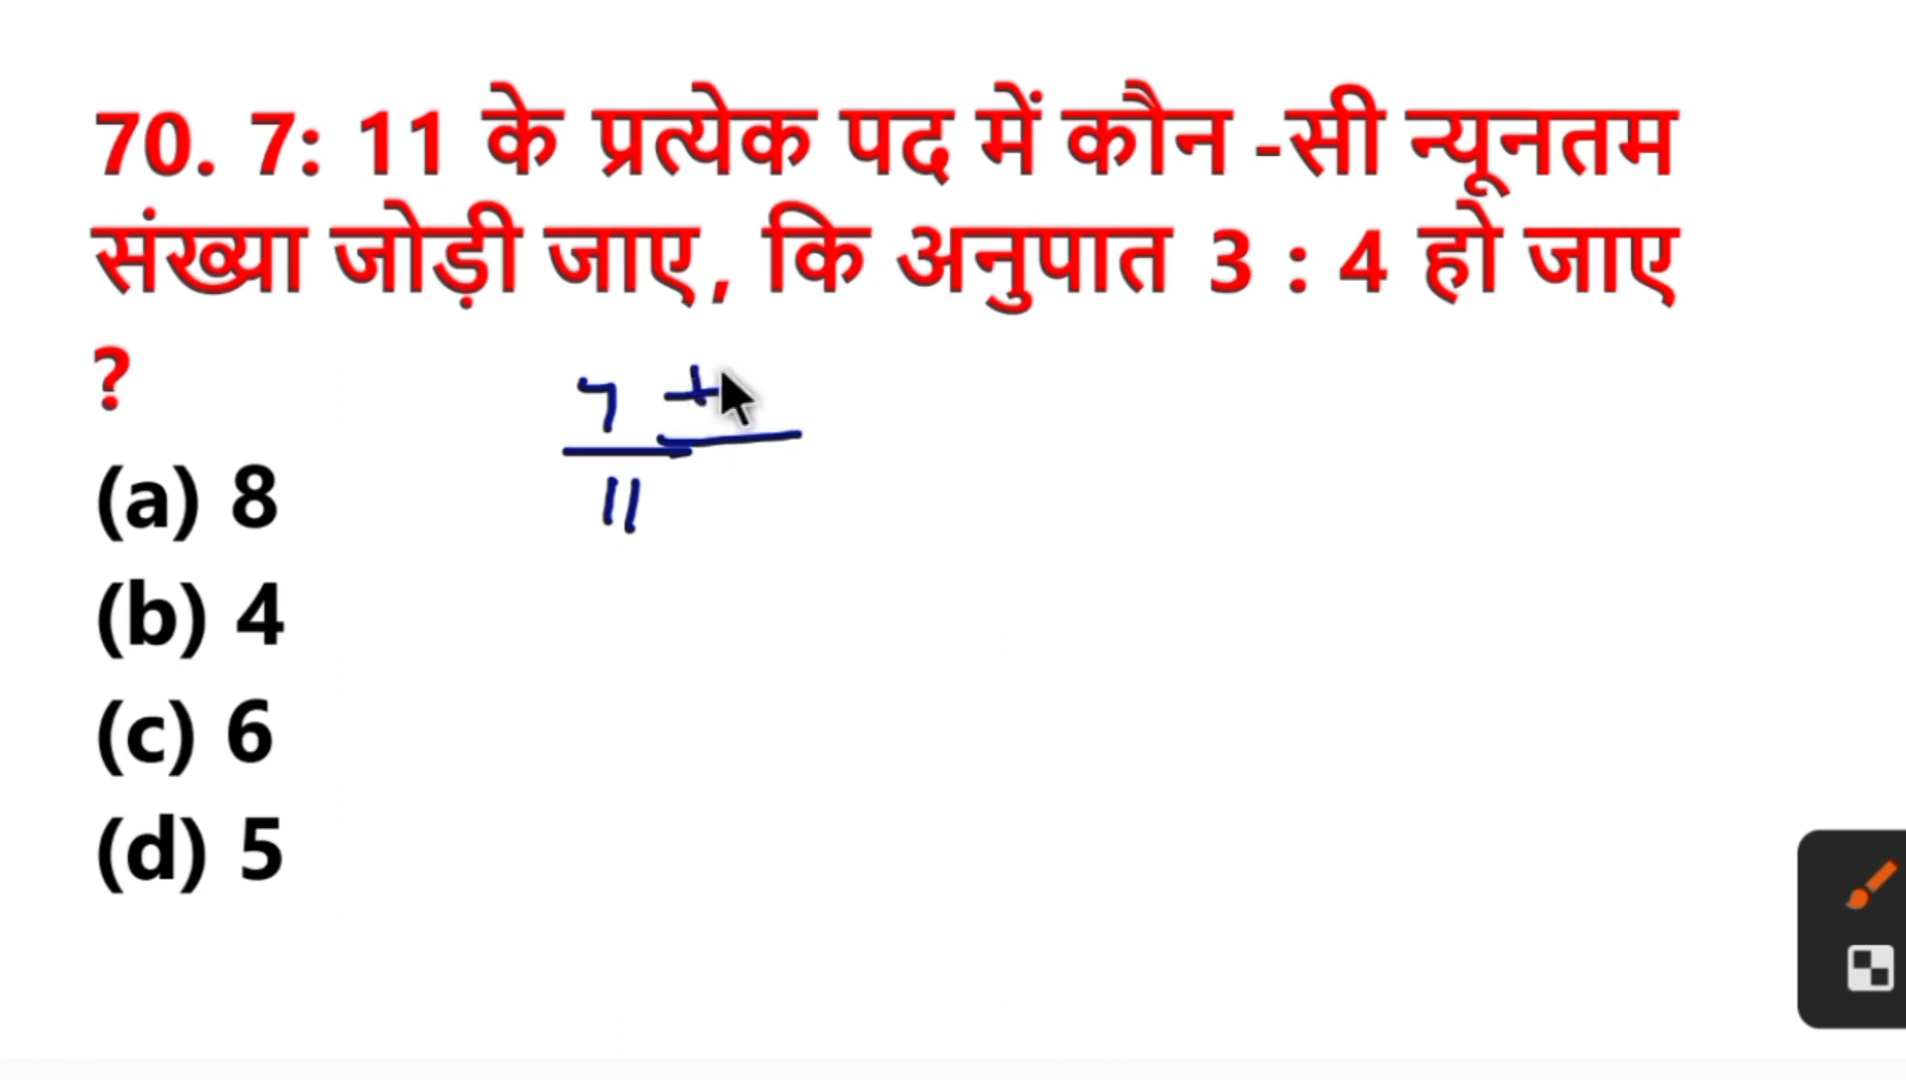 70. 7: 11 के प्रत्येक पद में कौन -सी न्यूनतम
संख्या जोड़ी जाए, कि अनुपात 3 : 4 हो जाए
?
7 +
11
(a) 8
(b) 4
(c) 6
(d) 5